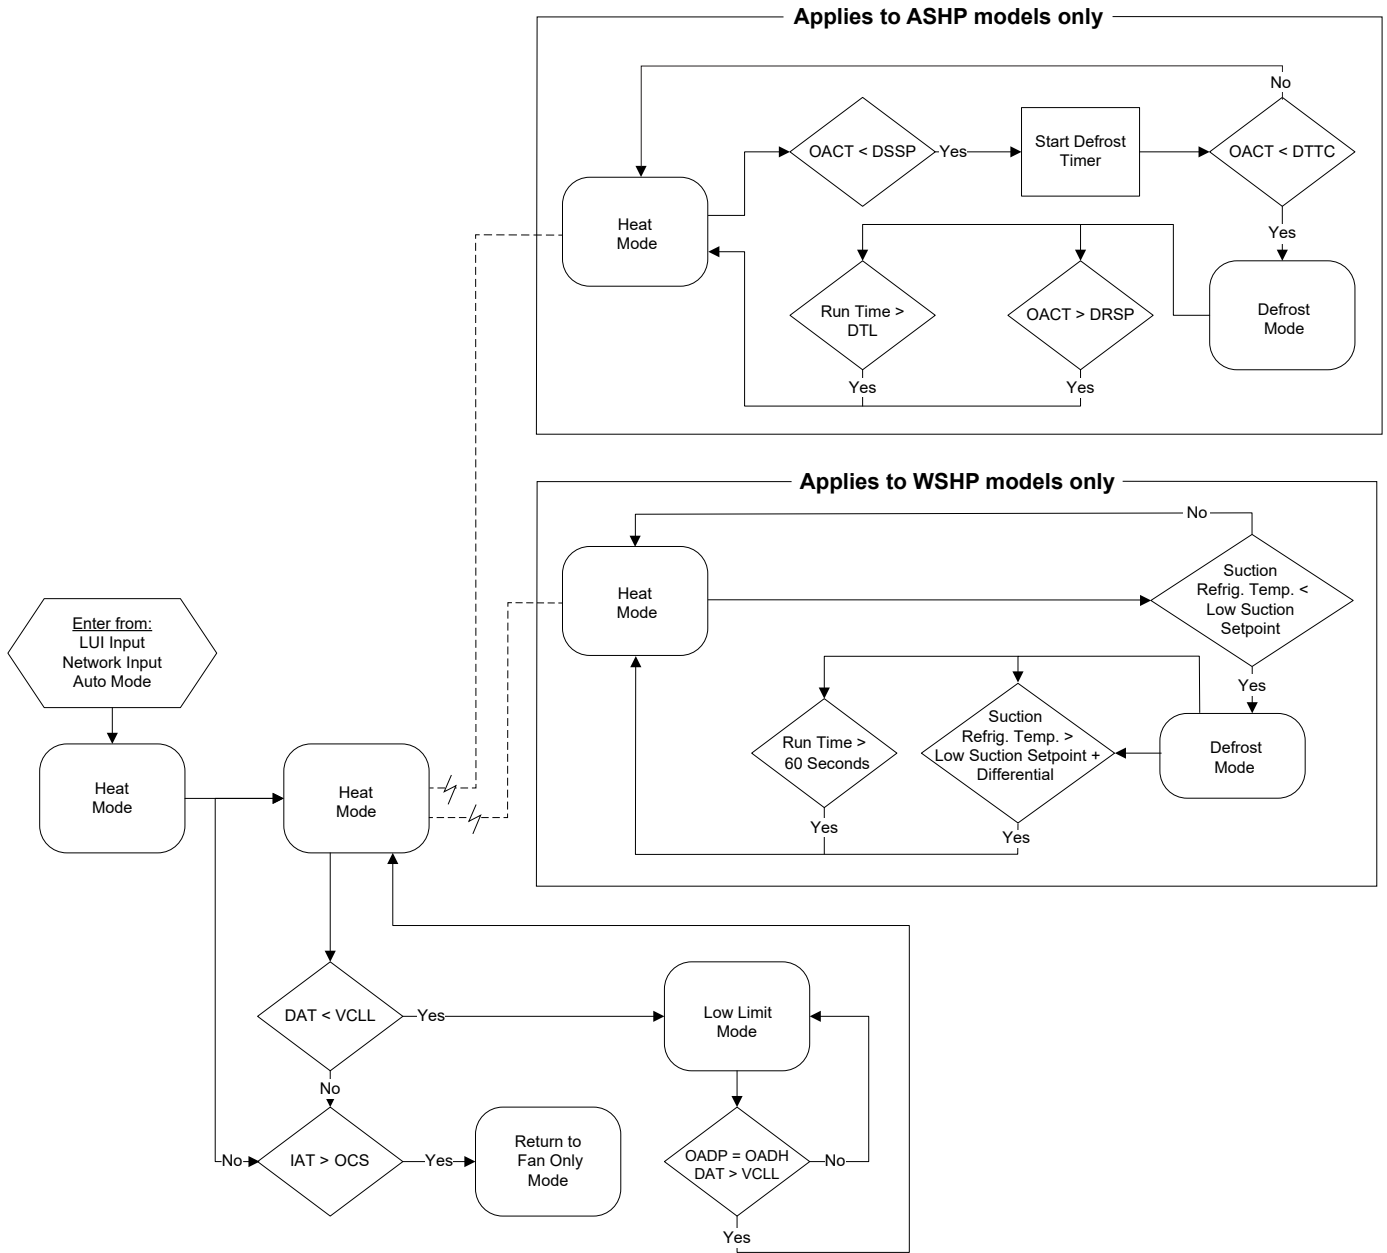 Applies to ASHP models only
No
OACT < DSSP
Yes
Start Defrost
Timer
OACT < DTTC
Heat
Mode
Yes
Run Time >
DTL
OACT > DRSP
Defrost
Mode
Yes
Yes
Applies to WSHP models only
No
Heat
Mode
Suction
Refrig. Temp. <
Low Suction
Setpoint
Yes
Run Time >
60 Seconds
Suction
Refrig. Temp. >
Low Suction Setpoint +
Differential
Defrost
Mode
Yes
Yes
Enter from:
LUI Input
Network Input
Auto Mode
Heat
Mode
Heat
Mode
DAT < VCLL
Yes
Low Limit
Mode
No
IAT > OCS
No
Yes
Return to
Fan Only
Mode
OADP = OADH
DAT > VCLL
No
Yes